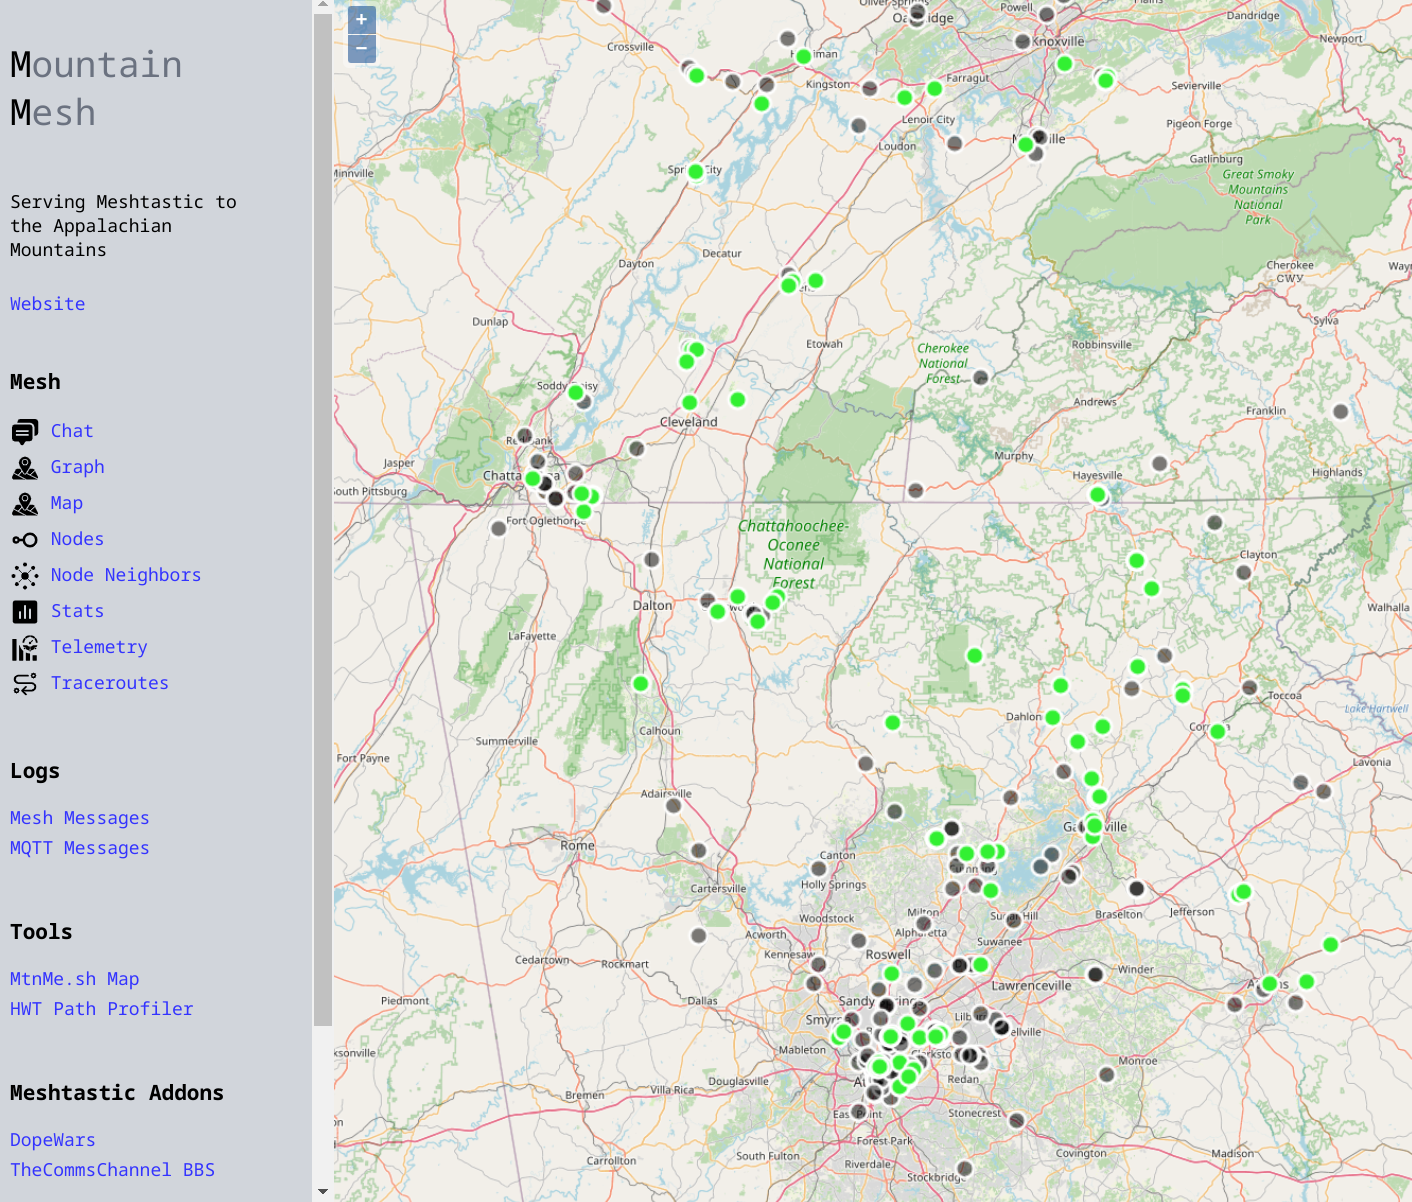 Mountain
Mesh
Serving Meshtastic to
the Appalachian
Mountains
Website
Mesh
Chat
Graph
Map
Nodes
Node Neighbors
Stats
Telemetry
Traceroutes
Logs
Mesh Messages
MQTT Messages
Tools
MtnMe.sh Map
HWT Path Profiler
Meshtastic Addons
DopeWars
TheCommsChannel BBS
+
−
Powell
Dandridge
Newport
Crossville
Knoxville
Kingston
Farragut
Sevierville
Lenoir City
Pigeon Forge
Loudon
Gatlinburg
Great Smoky
Mountains
National
Park
Decatur
Dayton
Cherokee
ᏣᎳᎩ
Dunlap
Sylva
Etowah
Robbinsville
Cherokee
National
Forest
Andrews
Franklin
Cleveland
Murphy
Jasper
Hayesville
Highlands
South Pittsburg
Fort Oglethorpe
Chattahoochee-
Oconee
National
Forest
Clayton
Dalton
Walhalla
LaFayette
Toccoa
Lake Hartwell
Dahlon
Calhoun
Summerville
Fort Payne
Lavonia
Adairsville
Rome
Canton
Cartersville
Holly Springs
Cumming
Woodstock
Milton
Sugar Hill
Braselton
Jefferson
Alpharetta
Acworth
Suwanee
Cedartown
Rockmart
Kennesaw
Roswell
Winder
Lawrenceville
Piedmont
Dallas
Sandy Springs
Smyrna
Mableton
Monroe
Douglasville
Redan
Villa Rica
Bremen
East Point
Stonecrest
Forest Park
Covington
Madison
Carrollton
South Fulton
Riverdale
Stockbridge